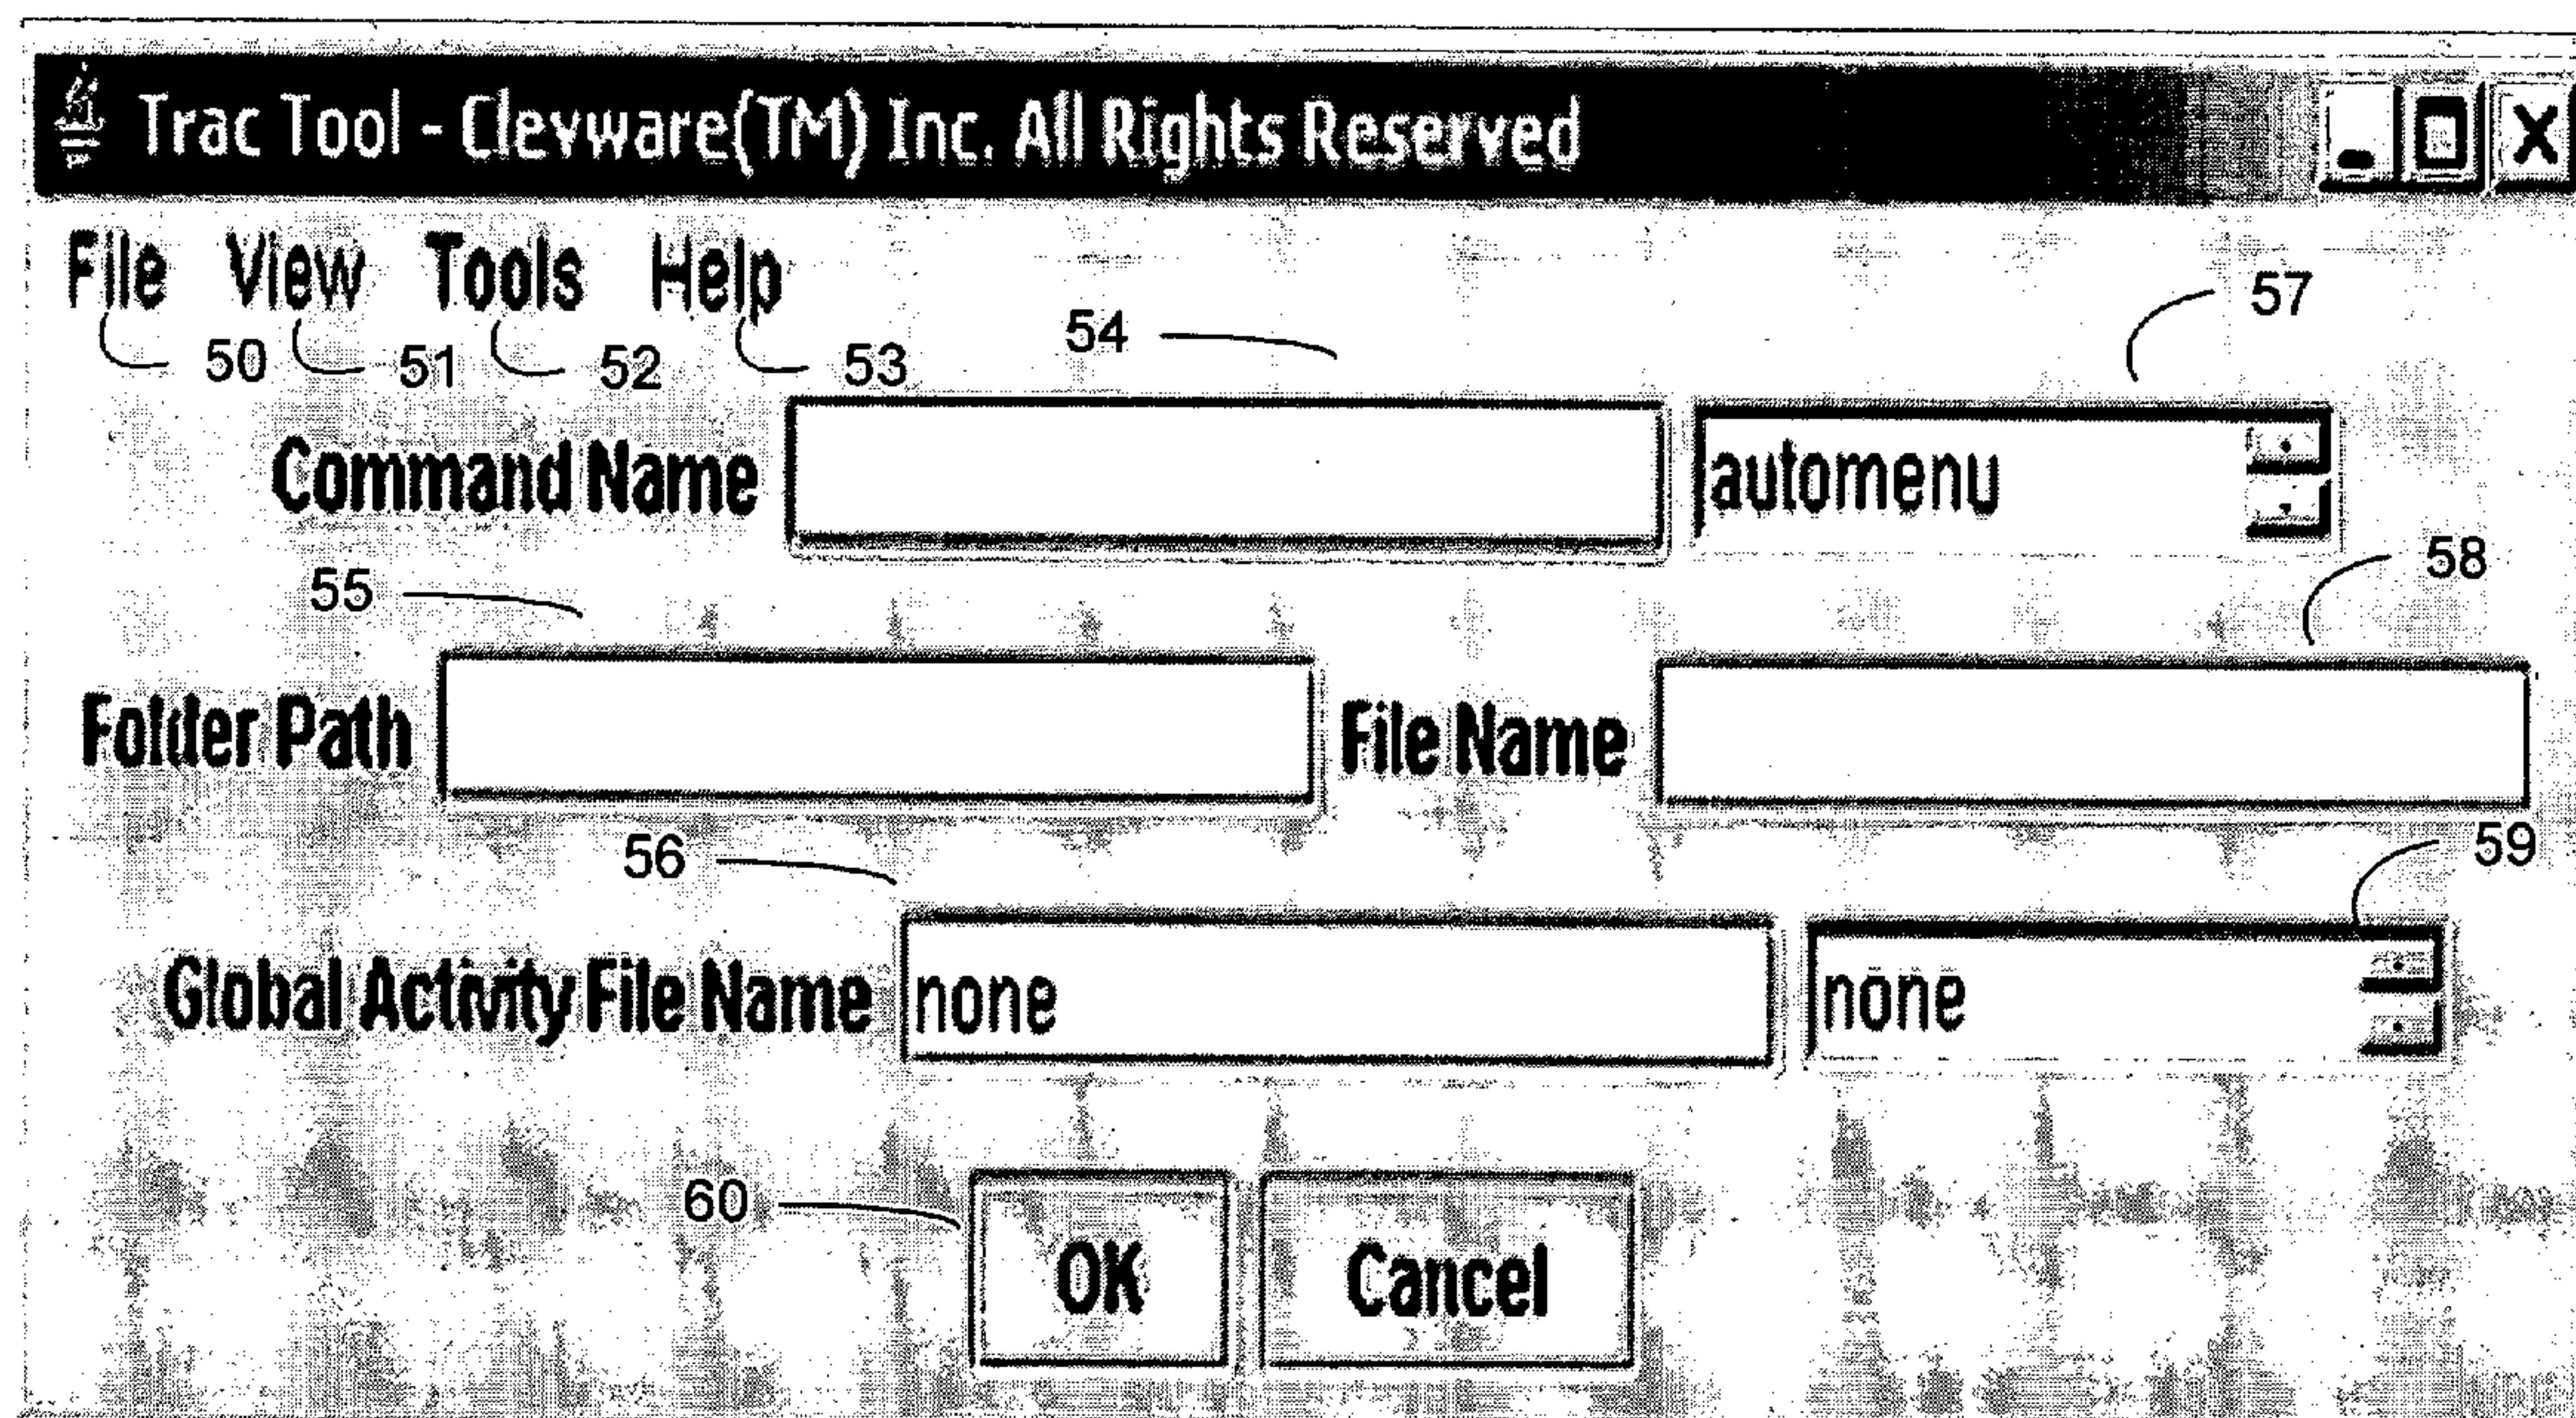 Trac Tool - Clevware(TM) Inc. All Rights Reserved
File View Tools Help
50 51 52 53 54 57
Command Name automenu
55 58
Folder Path File Name
56 59
Global Activity File Name none none
60
OK Cancel